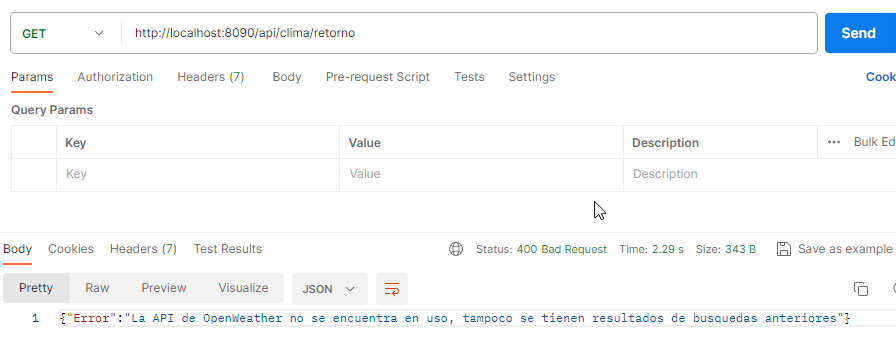 GET http://localhost:8090/api/clima/retorno Send
Params Authorization Headers (7) Body Pre-request Script Tests Settings Cook
Query Params
Key Value Description ••• Bulk Ed
Key Value Description
Body Cookies Headers (7) Test Results Status: 400 Bad Request Time: 2.29 s Size: 343 B Save as example
Pretty Raw Preview Visualize JSON
1 {"Error":"La API de OpenWeather no se encuentra en uso, tampoco se tienen resultados de busquedas anteriores"}